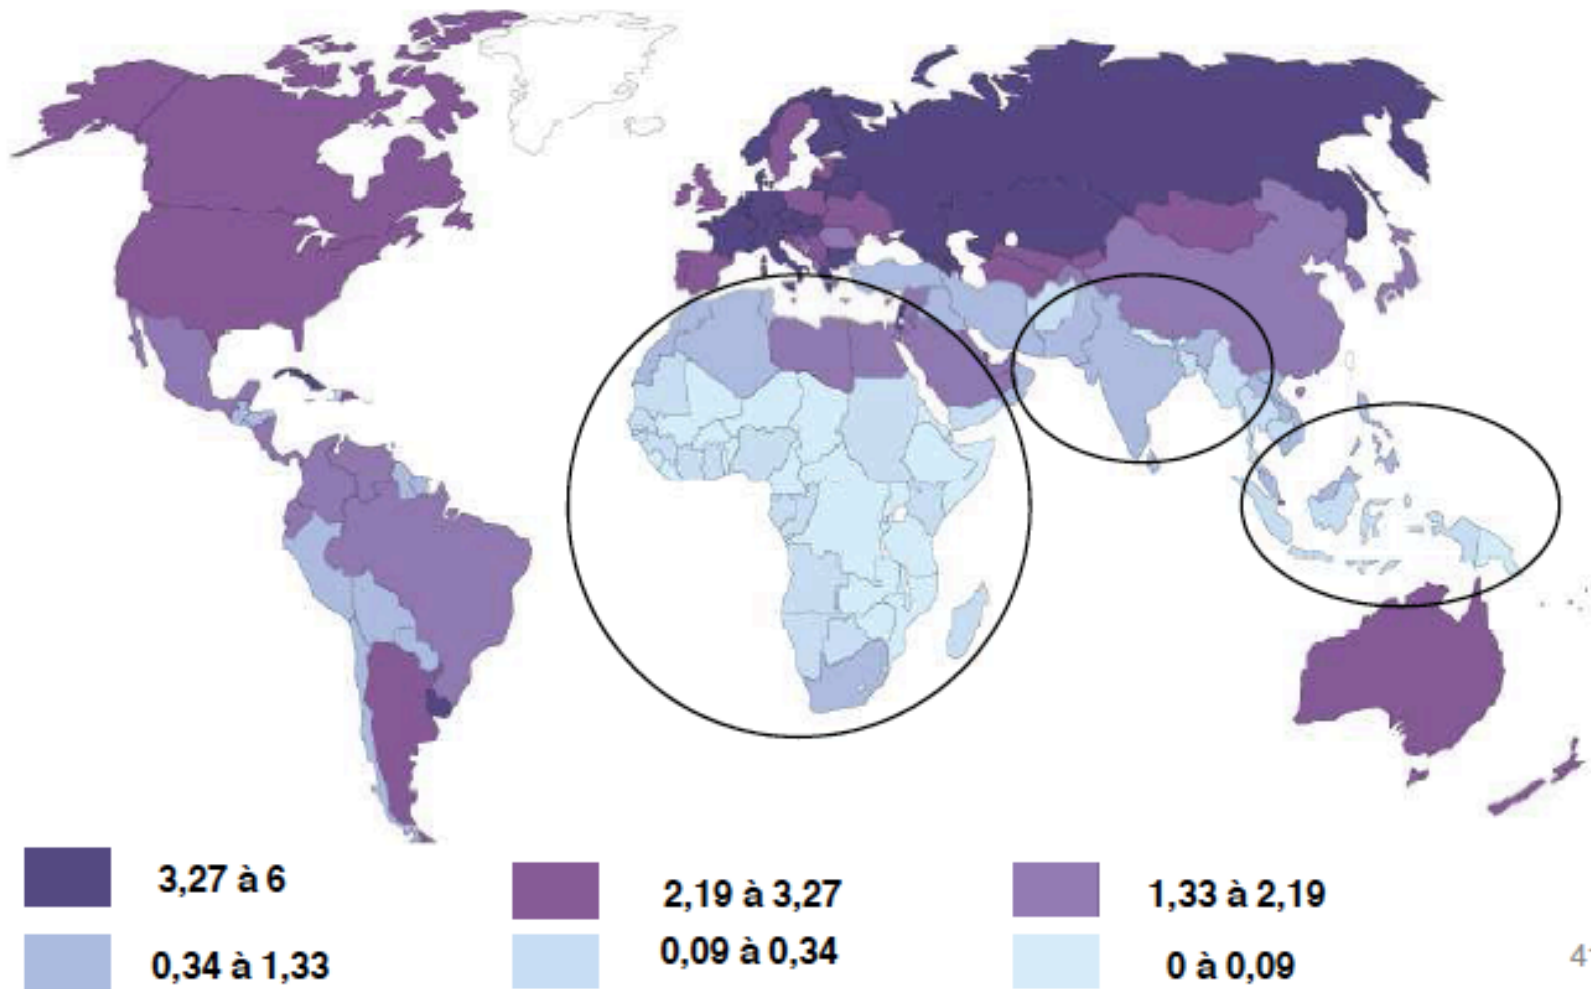 3,27 à 6
2,19 à 3,27
1,33 à 2,19
0,34 à 1,33
0,09 à 0,34
0 à 0,09